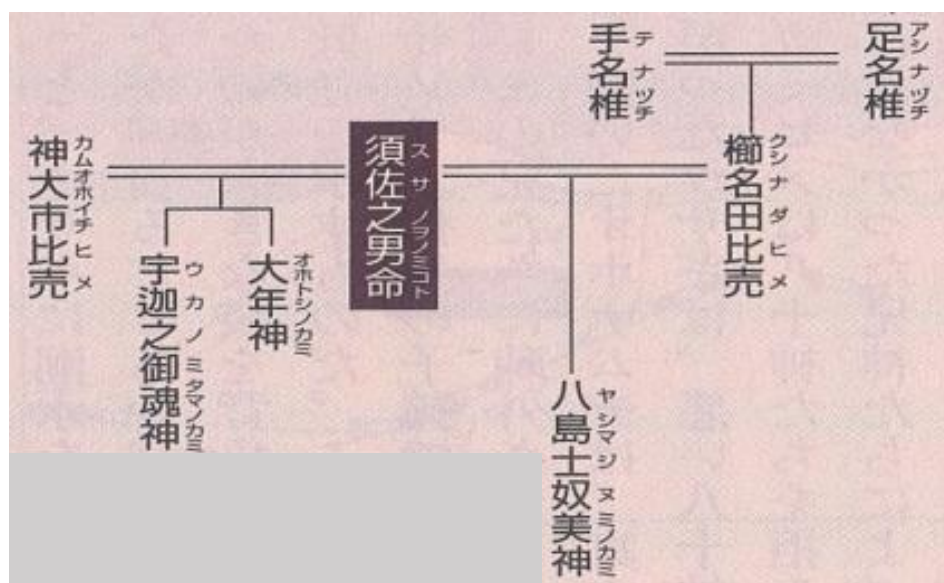 足名椎
アシナヅチ
手名椎
テナヅチ
櫛名田比売
クシナダヒメ
八島士奴美神
ヤシマジヌミノカミ
須佐之男命
スサノヲノミコト
大年神
オホトシノカミ
宇迦之御魂神
ウカノミタマノカミ
神大市比売
カムオホイチヒメ